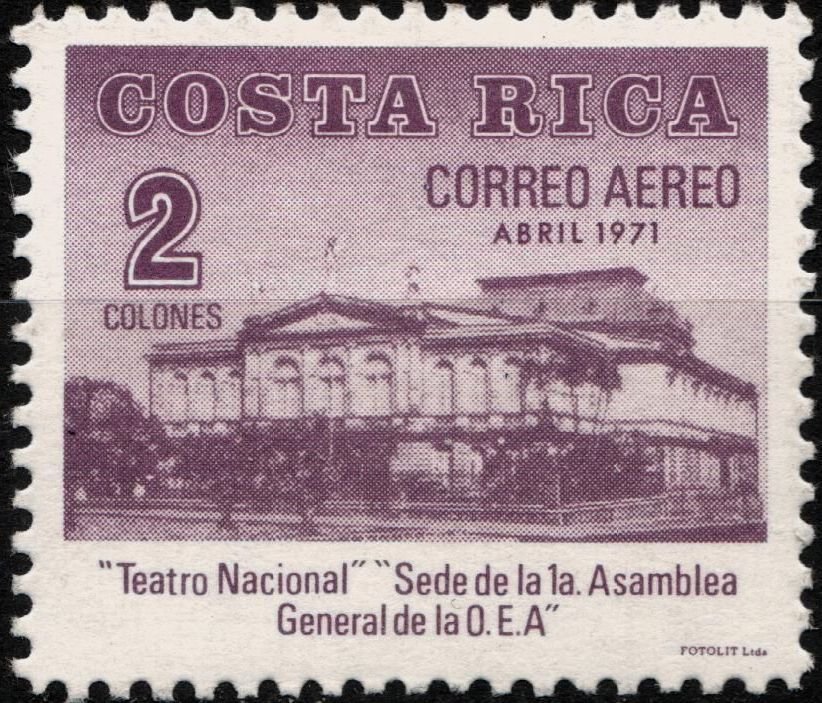 COSTA RICA
2
COLONES
CORREO AEREO
ABRIL 1971
"Teatro Nacional" "Sede de la 1a. Asamblea
General de la O.E.A"
FOTOLIT Ltda